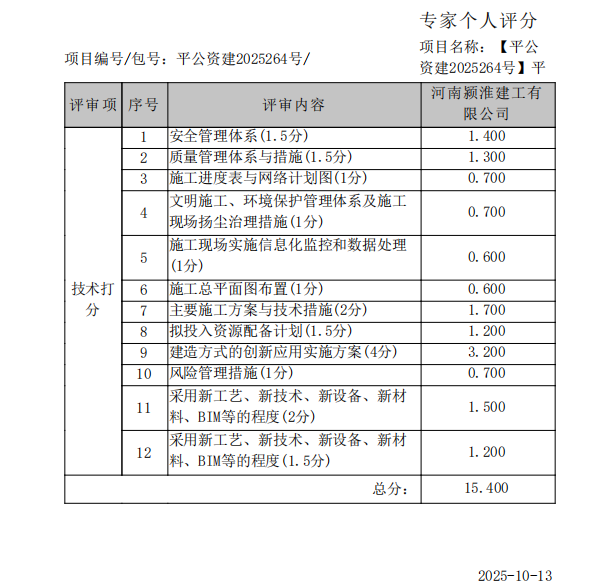 专家个人评分
项目编号/包号: 平公资建2025264号/
项目名称: 【平公
资建2025264号】平
评审项 序号 评审内容 河南颍淮建工有
限公司
技术打
分
1 安全管理体系(1.5分) 1.400
2 质量管理体系与措施(1.5分) 1.300
3 施工进度表与网络计划图(1分) 0.700
4 文明施工、环境保护管理体系及施工
现场扬尘治理措施(1分) 0.700
5 施工现场实施信息化监控和数据处理
(1分) 0.600
6 施工总平面图布置(1分) 0.600
7 主要施工方案与技术措施(2分) 1.700
8 拟投入资源配备计划(1.5分) 1.200
9 建造方式的创新应用实施方案(4分) 3.200
10 风险管理措施(1分) 0.700
11 采用新工艺、新技术、新设备、新材
料、BIM等的程度(2分) 1.500
12 采用新工艺、新技术、新设备、新材
料、BIM等的程度(1.5分) 1.200
总分: 15.400
2025-10-13